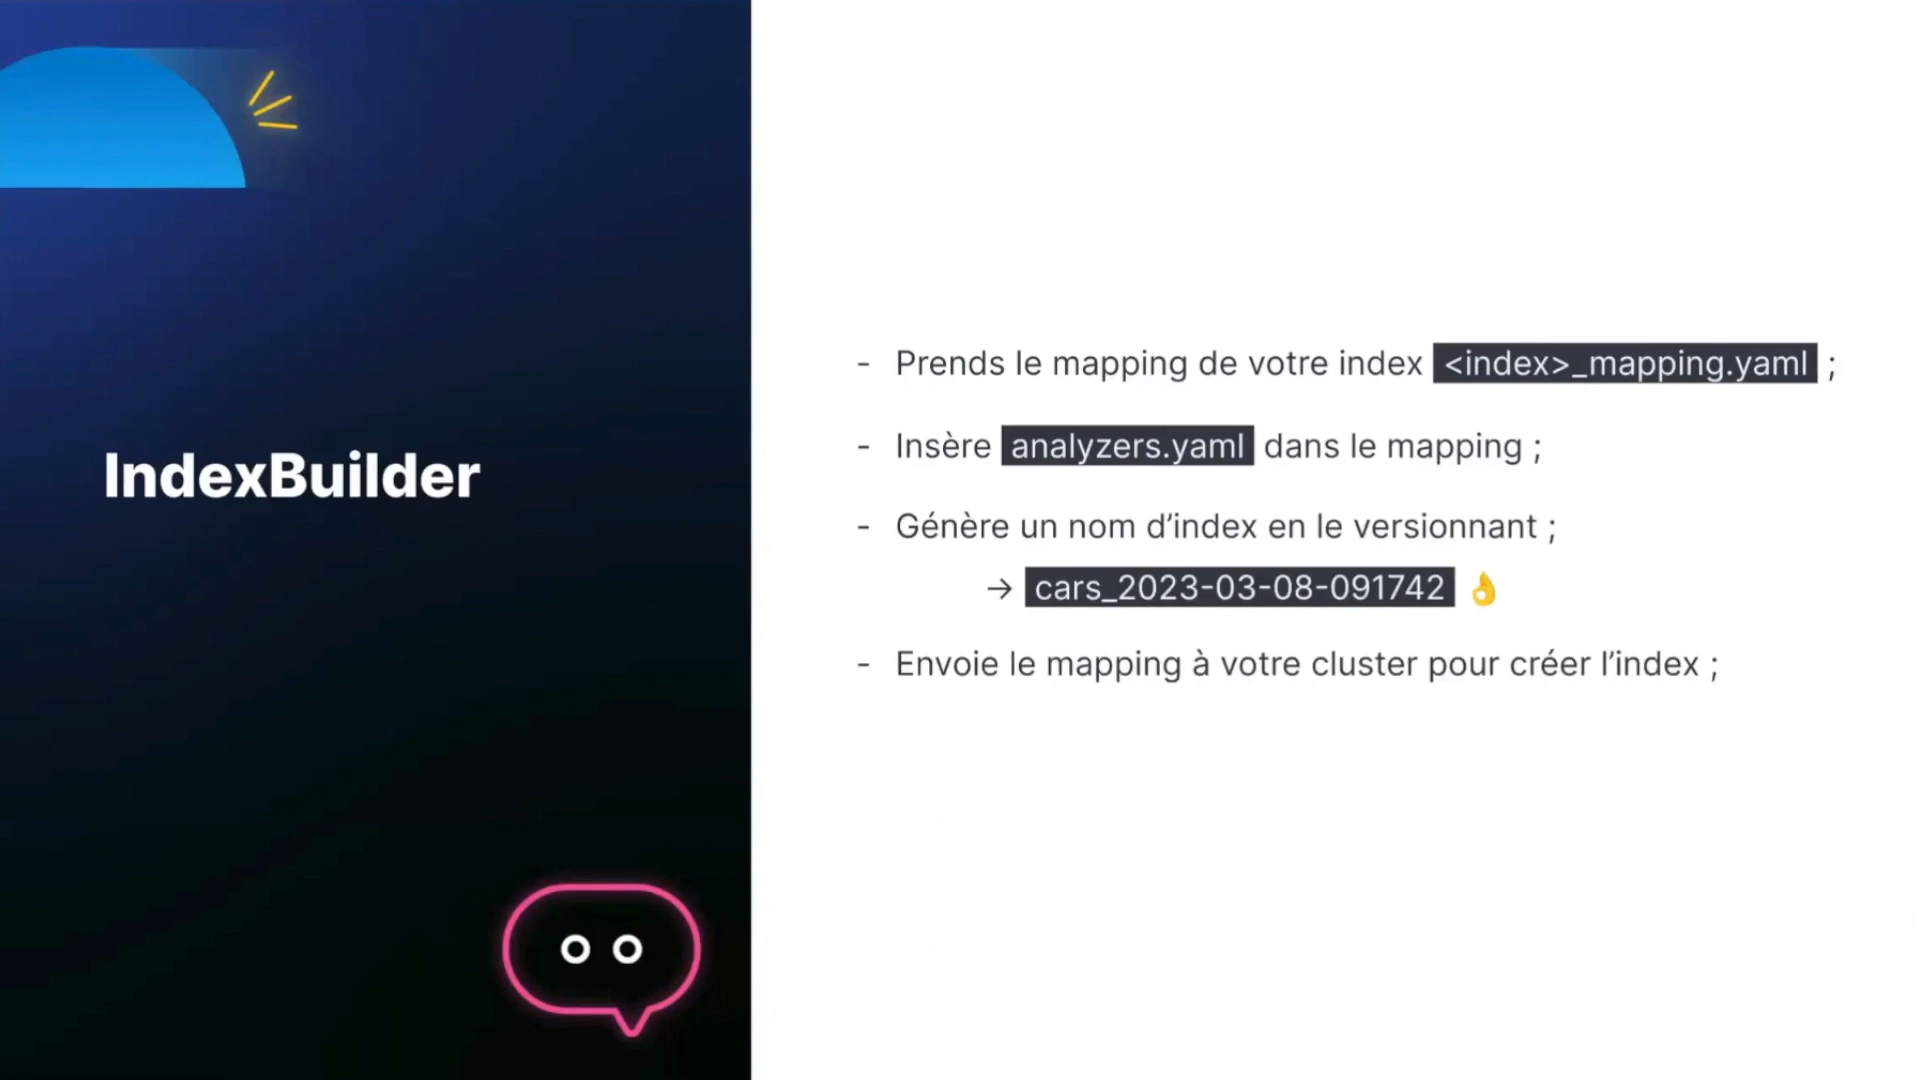 IndexBuilder
- Prends le mapping de votre index <index>_mapping.yaml ;
- Insère analyzers.yaml dans le mapping ;
- Génère un nom d’index en le versionnant ;
→ cars_2023-03-08-091742 👌
- Envoie le mapping à votre cluster pour créer l’index ;